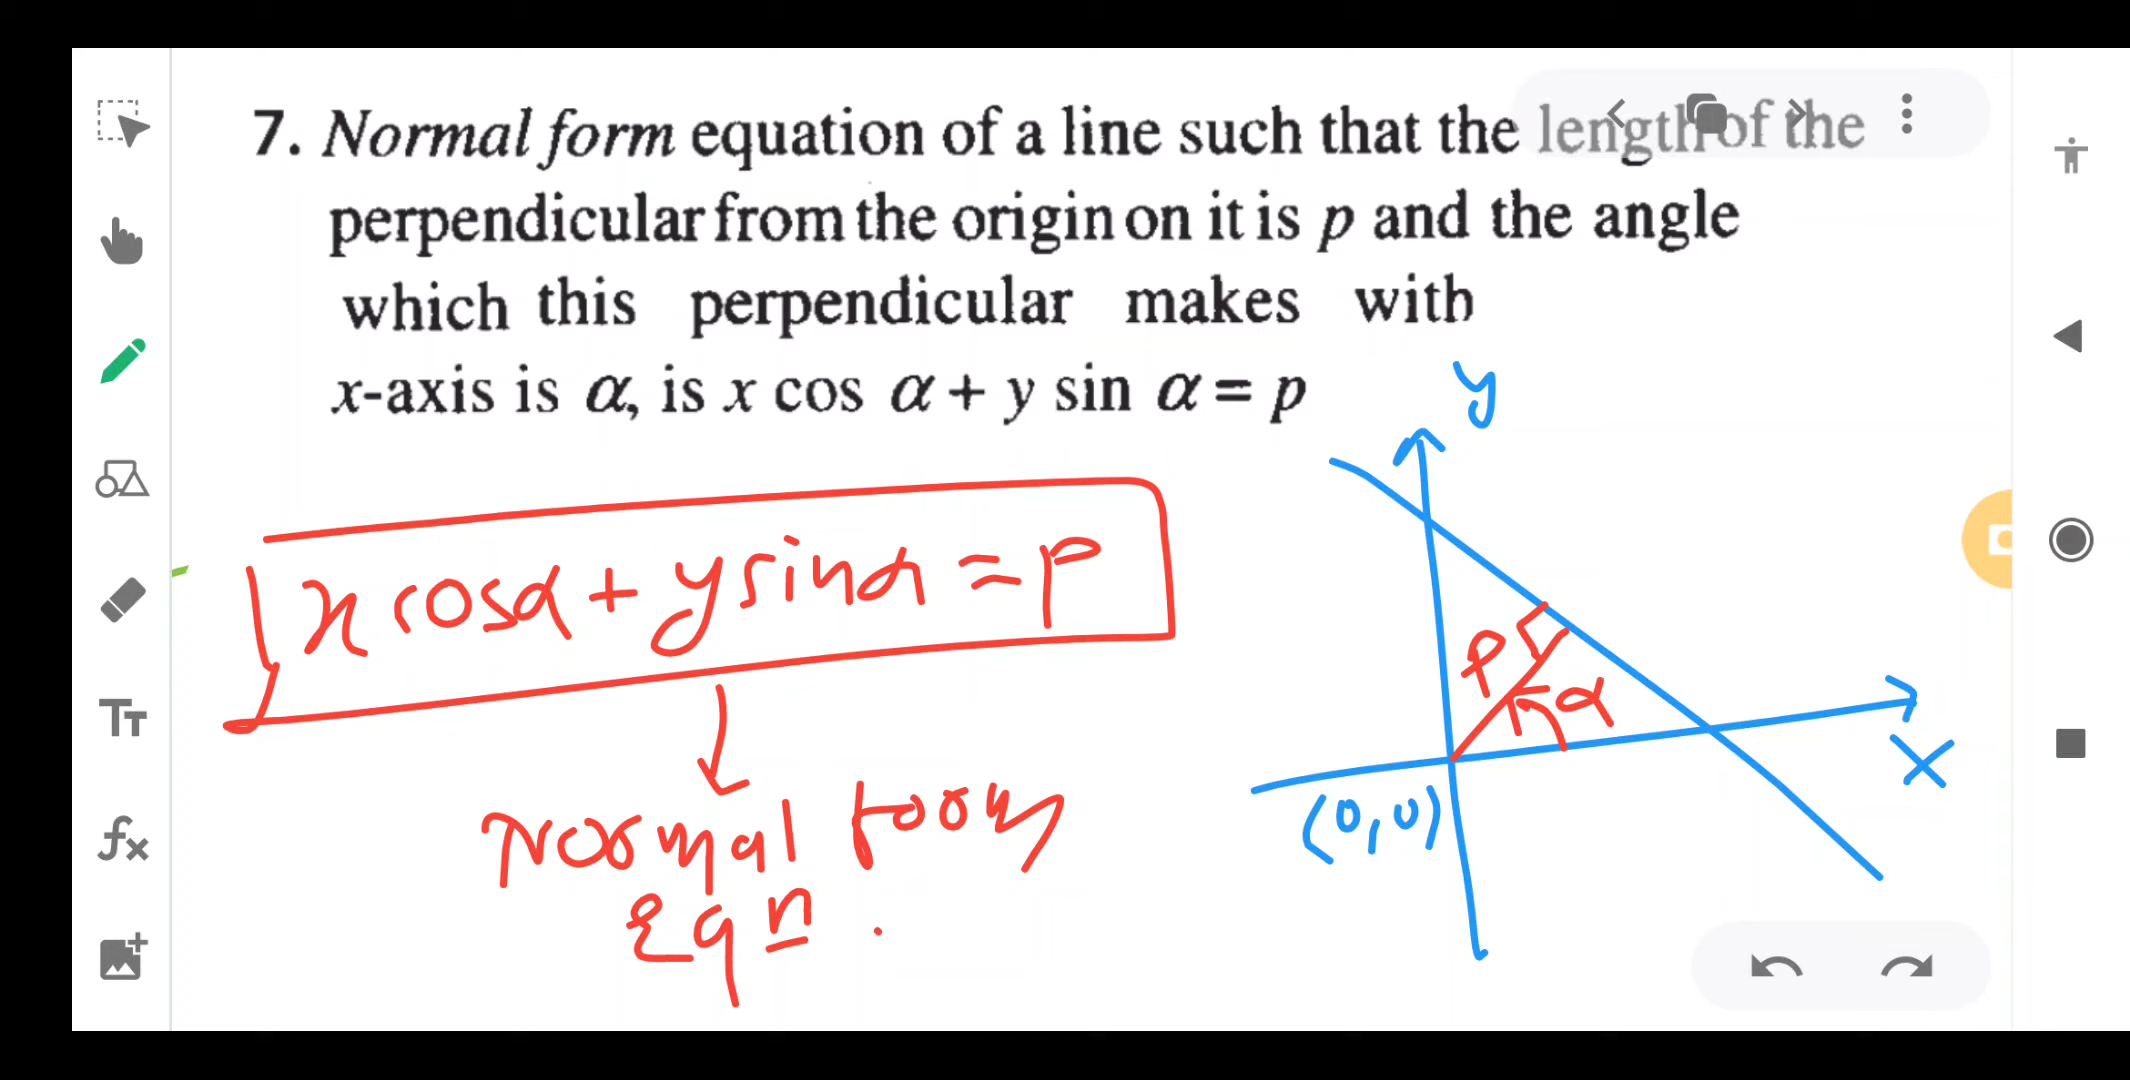 7. Normal form equation of a line such that the length of the
perpendicular from the origin on it is p and the angle
which this perpendicular makes with
x-axis is α, is x cos α + y sin α = p
y
x cosα + y sinα = p
p
α
x
(0,0)
Normal form
Eqn.
TT
fx